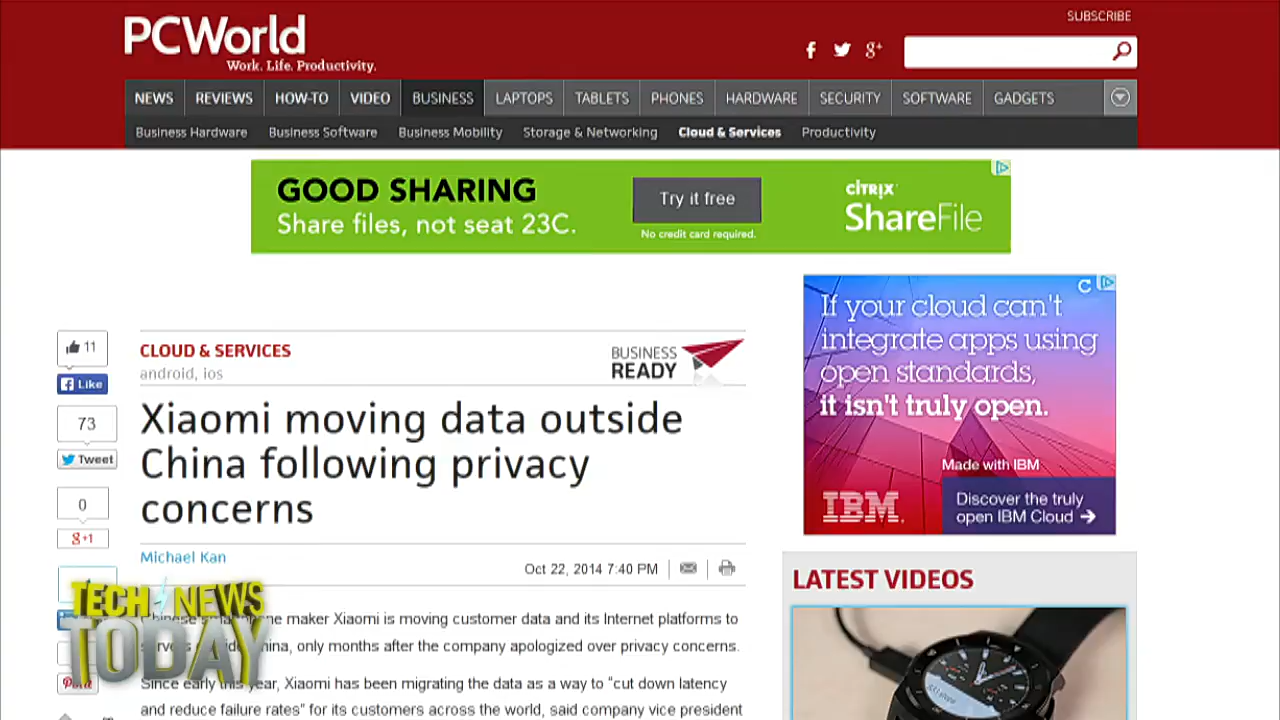 SUBSCRIBE
PCWorld
Work. Life. Productivity.
NEWS REVIEWS HOW-TO VIDEO BUSINESS LAPTOPS TABLETS PHONES HARDWARE SECURITY SOFTWARE GADGETS
Business Hardware Business Software Business Mobility Storage & Networking Cloud & Services Productivity
GOOD SHARING
Share files, not seat 23C.
Try it free
No credit card required.
CITRIX
ShareFile
If your cloud can't
integrate apps using
open standards,
it isn't truly open.
Made with IBM
IBM
Discover the truly
open IBM Cloud
11
Like
73
Tweet
0
g+1
CLOUD & SERVICES
android, ios
BUSINESS
READY
Xiaomi moving data outside
China following privacy
concerns
Michael Kan
Oct 22, 2014 7:40 PM
maker Xiaomi is moving customer data and its Internet platforms to
only months after the company apologized over privacy concerns.
Since early this year, Xiaomi has been migrating the data as a way to “cut down latency
and reduce failure rates” for its customers across the world, said company vice president
TECH NEWS
TODAY
LATEST VIDEOS